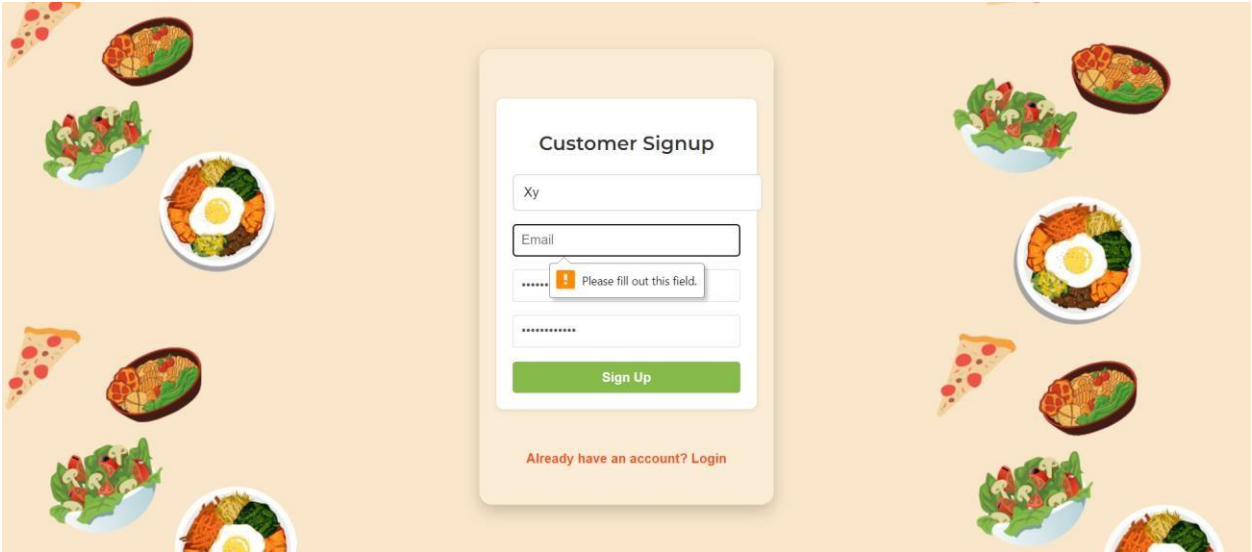 Customer Signup
Xy
Email
Please fill out this field.
••••••
••••••••••••
Sign Up
Already have an account? Login